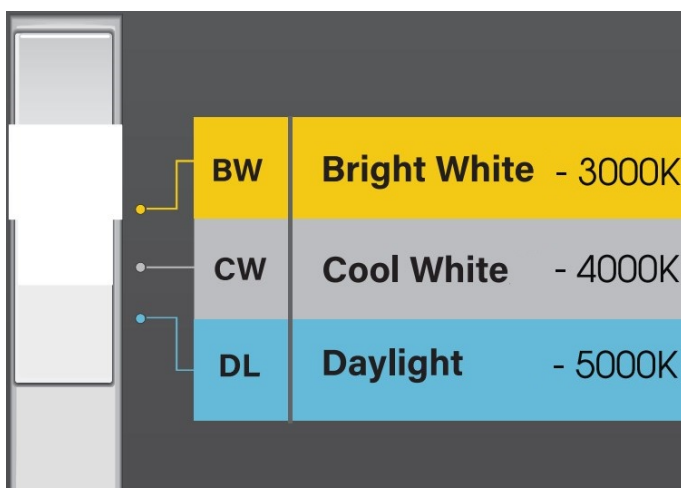 BW Bright White - 3000K
CW Cool White - 4000K
DL Daylight - 5000K